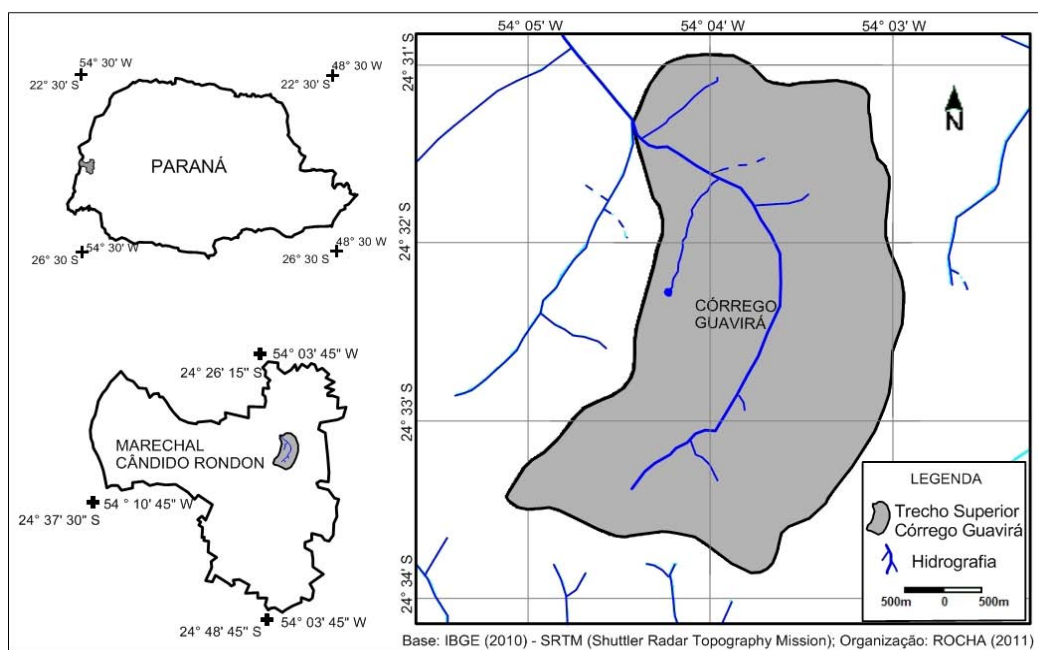 54° 30' W
22° 30' S
48° 30 W
22° 30' S
PARANÁ
54° 30' W
26° 30 S
48° 30 W
26° 30 S
54° 03' 45" W
24° 26' 15" S
MARECHAL
CÂNDIDO RONDON
54 ° 10' 45" W
24° 37' 30" S
24° 48' 45" S
54° 03' 45" W
54° 05' W
54° 04' W
54° 03' W
24° 31' S
24° 32' S
24° 33' S
24° 34' S
N
CÓRREGO
GUAVIRÁ
LEGENDA
Trecho Superior
Córrego Guavirá
Hidrografia
500m 0 500m
Base: IBGE (2010) - SRTM (Shuttler Radar Topography Mission); Organização: ROCHA (2011)